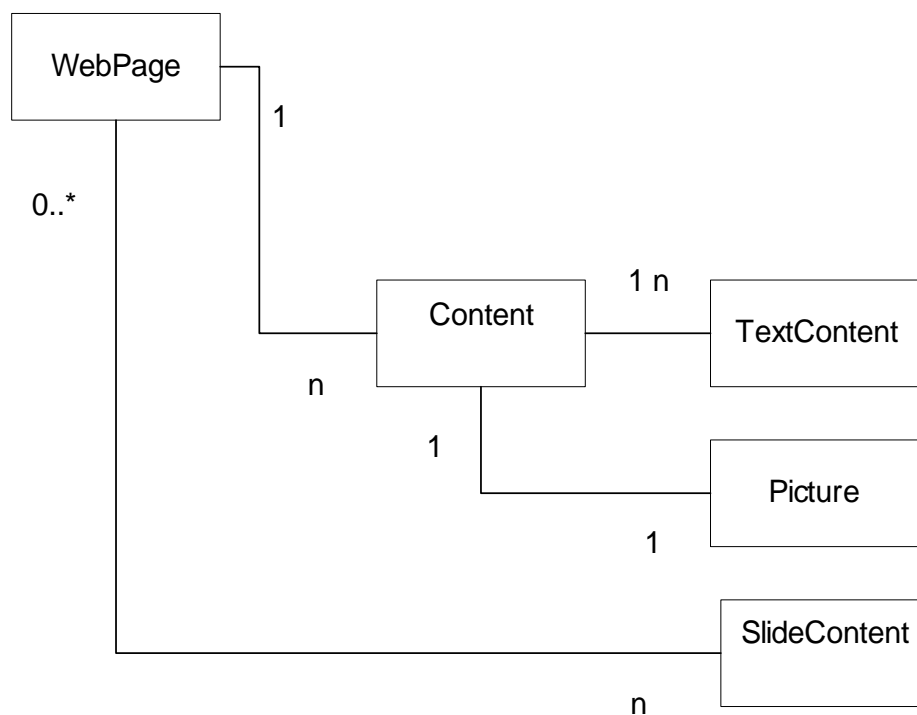 WebPage
1
0..*
1 n
Content
TextContent
n
1
Picture
1
SlideContent
n